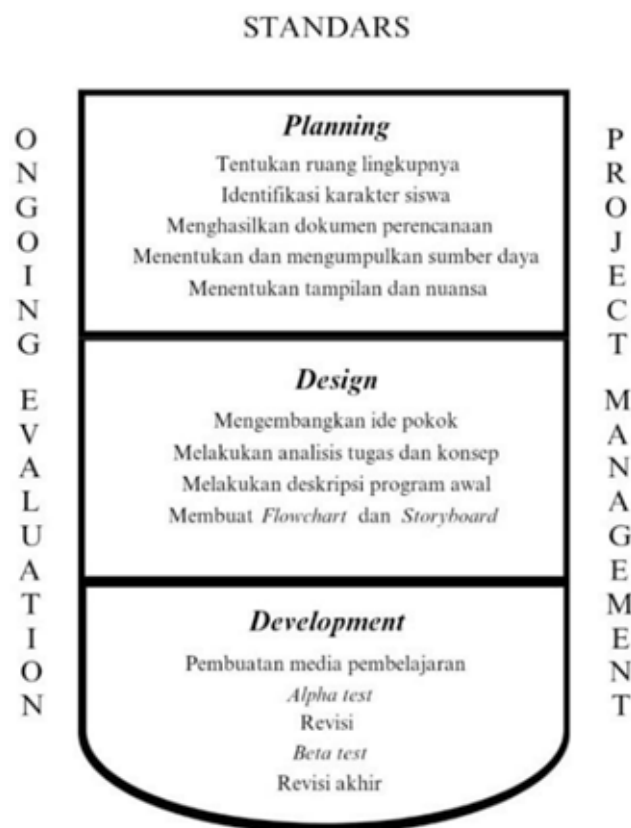 STANDARS
ONGOING EVALUATION
Planning
Tentukan ruang lingkupnya
Identifikasi karakter siswa
Menghasilkan dokumen perencanaan
Menentukan dan mengumpulkan sumber daya
Menentukan tampilan dan nuansa
Design
Mengembangkan ide pokok
Melakukan analisis tugas dan konsep
Melakukan deskripsi program awal
Membuat Flowchart dan Storyboard
Development
Pembuatan media pembelajaran
Alpha test
Revisi
Beta test
Revisi akhir
PROJECT MANAGEMENT